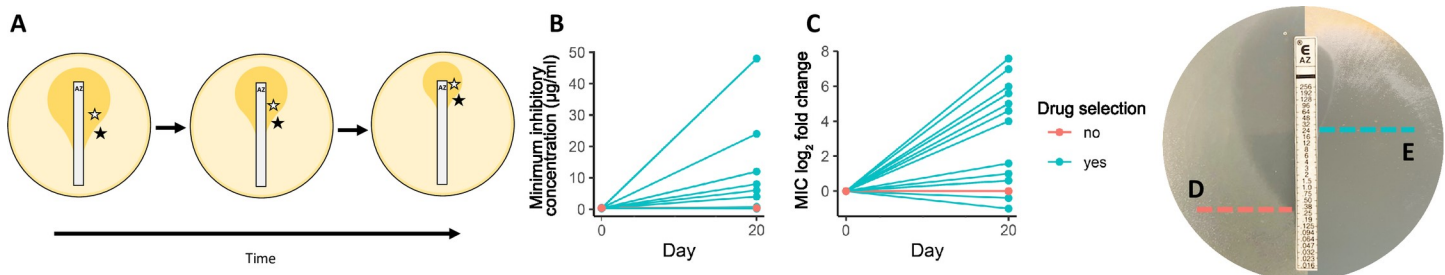 A
AZ
AZ
AZ
Time
B
Minimum inhibitory
concentration (µg/ml)
50
40
30
20
10
0
0
20
Day
C
MIC log2 fold change
8
6
4
2
0
0
20
Day
Drug selection
no
yes
D
E
ϵ
AZ
256
192
128
96
64
48
32
24
16
12
8
6
4
3
2
1.5
1.0
.75
.50
.38
.25
.19
.125
.094
.064
.047
.032
.023
.016